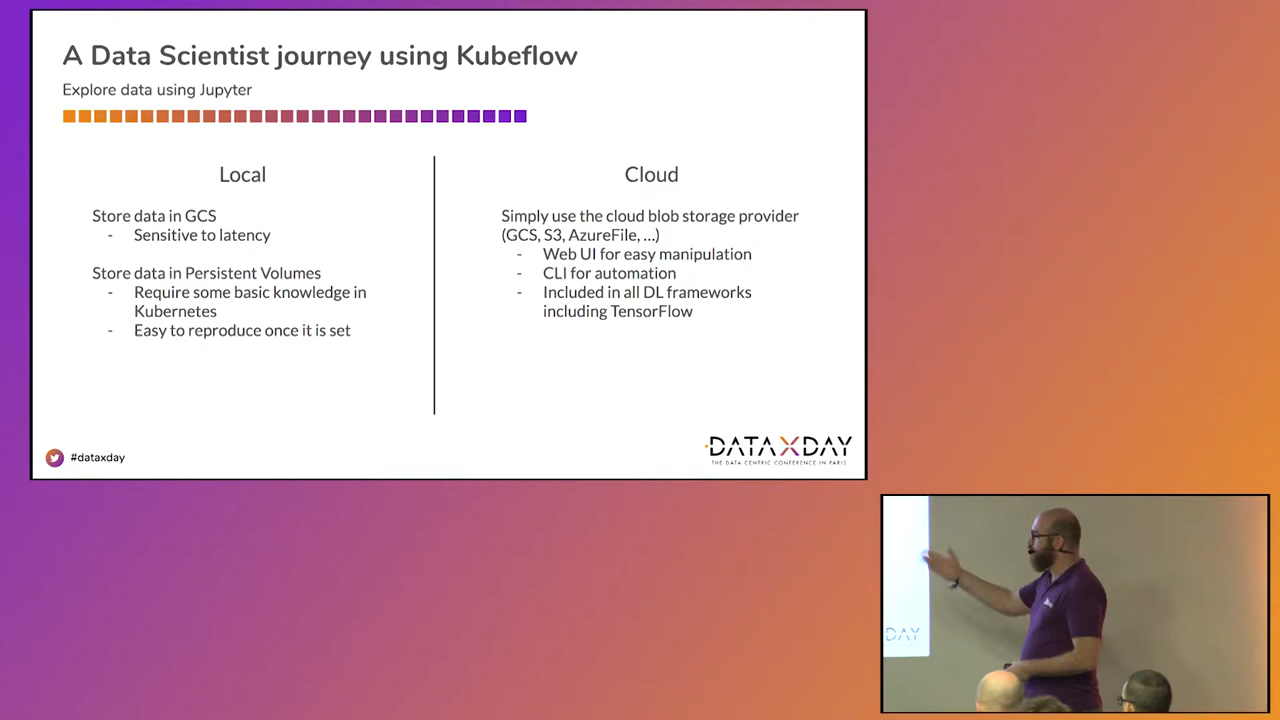 A Data Scientist journey using Kubeflow
Explore data using Jupyter
Local
Store data in GCS
- Sensitive to latency
Store data in Persistent Volumes
- Require some basic knowledge in
Kubernetes
- Easy to reproduce once it is set
Cloud
Simply use the cloud blob storage provider
(GCS, S3, AzureFile, ...)
- Web UI for easy manipulation
- CLI for automation
- Included in all DL frameworks
including TensorFlow
#dataxday
DATAXDAY
THE DATA CENTRIC CONFERENCE IN PARIS
DAY